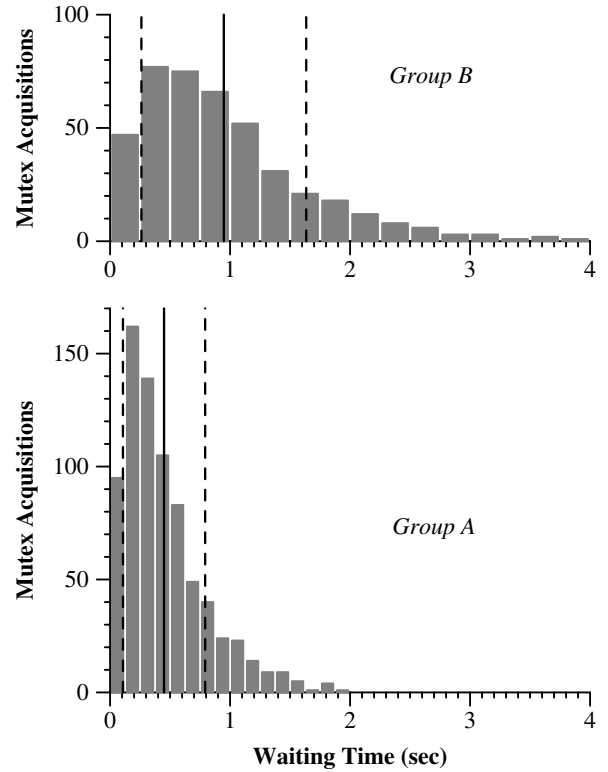 100
50
0
Mutex Acquisitions
Group B
0 1 2 3 4
150
100
50
0
Mutex Acquisitions
Group A
0 1 2 3 4
Waiting Time (sec)